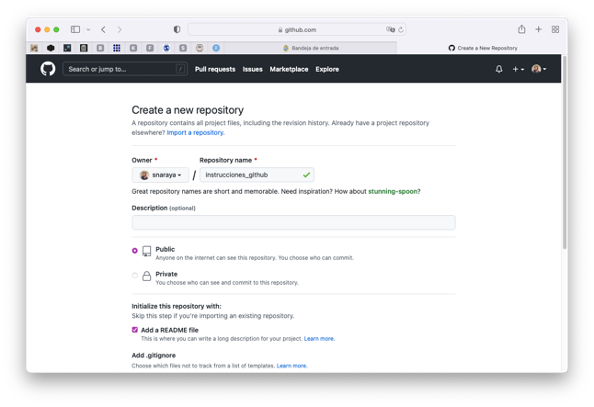 github.com
Bandeja de entrada
Create a New Repository
Search or jump to...
/
Pull requests Issues Marketplace Explore
Create a new repository
A repository contains all project files, including the revision history. Already have a project repository
elsewhere? Import a repository.
Owner * Repository name *
snaraya / instrucciones_github
Great repository names are short and memorable. Need inspiration? How about stunning-spoon?
Description (optional)
Public
Anyone on the internet can see this repository. You choose who can commit.
Private
You choose who can see and commit to this repository.
Initialize this repository with:
Skip this step if you're importing an existing repository.
Add a README file
This is where you can write a long description for your project. Learn more.
Add .gitignore
Choose which files not to track from a list of templates. Learn more.